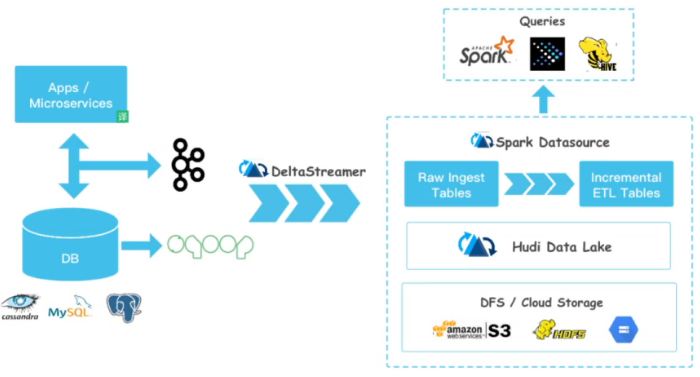 Queries
APACHE
Spark
HIVE
Apps /
Microservices
DeltaStreamer
Spark Datasource
Raw Ingest
Tables
Incremental
ETL Tables
DB
sqoop
Hudi Data Lake
cassandra
MySQL
DFS / Cloud Storage
amazon
web services
S3
HDFS